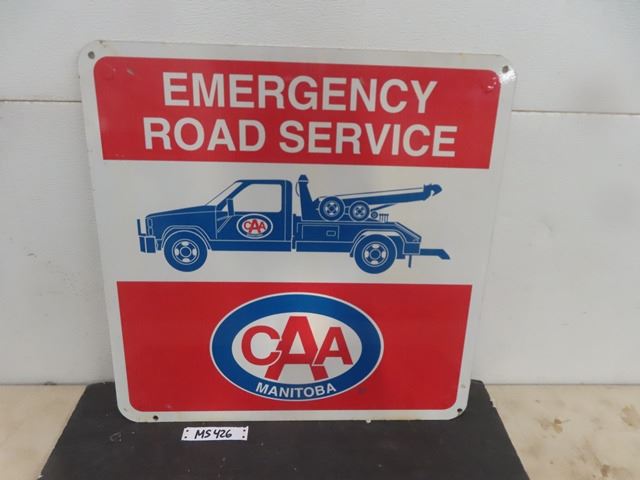 EMERGENCY
ROAD SERVICE
CAA
CAA
MANITOBA
MS426